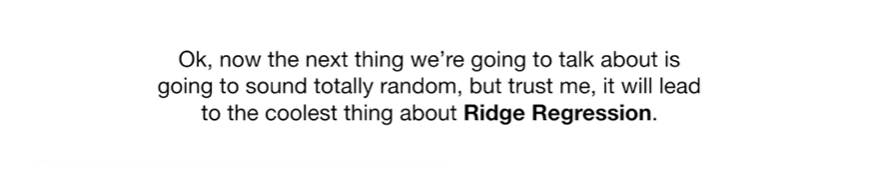 Ok, now the next thing we’re going to talk about is
going to sound totally random, but trust me, it will lead
to the coolest thing about Ridge Regression.